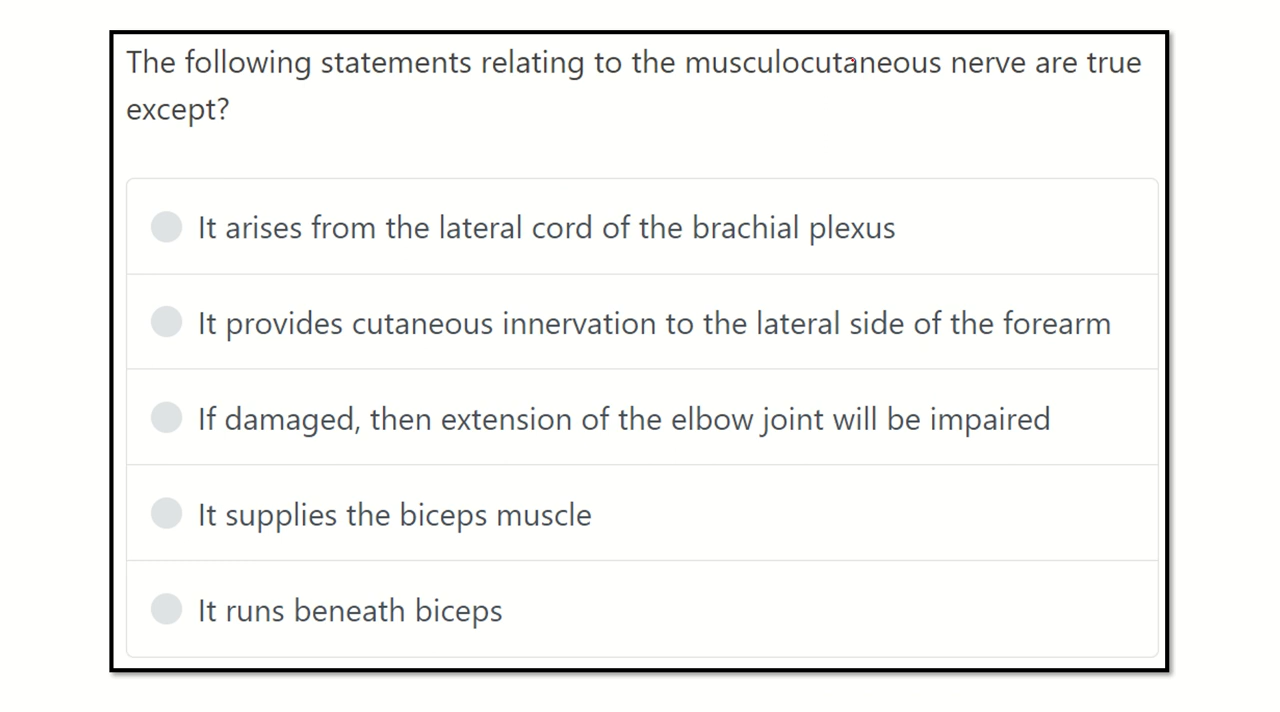 The following statements relating to the musculocutaneous nerve are true
except?
It arises from the lateral cord of the brachial plexus
It provides cutaneous innervation to the lateral side of the forearm
If damaged, then extension of the elbow joint will be impaired
It supplies the biceps muscle
It runs beneath biceps